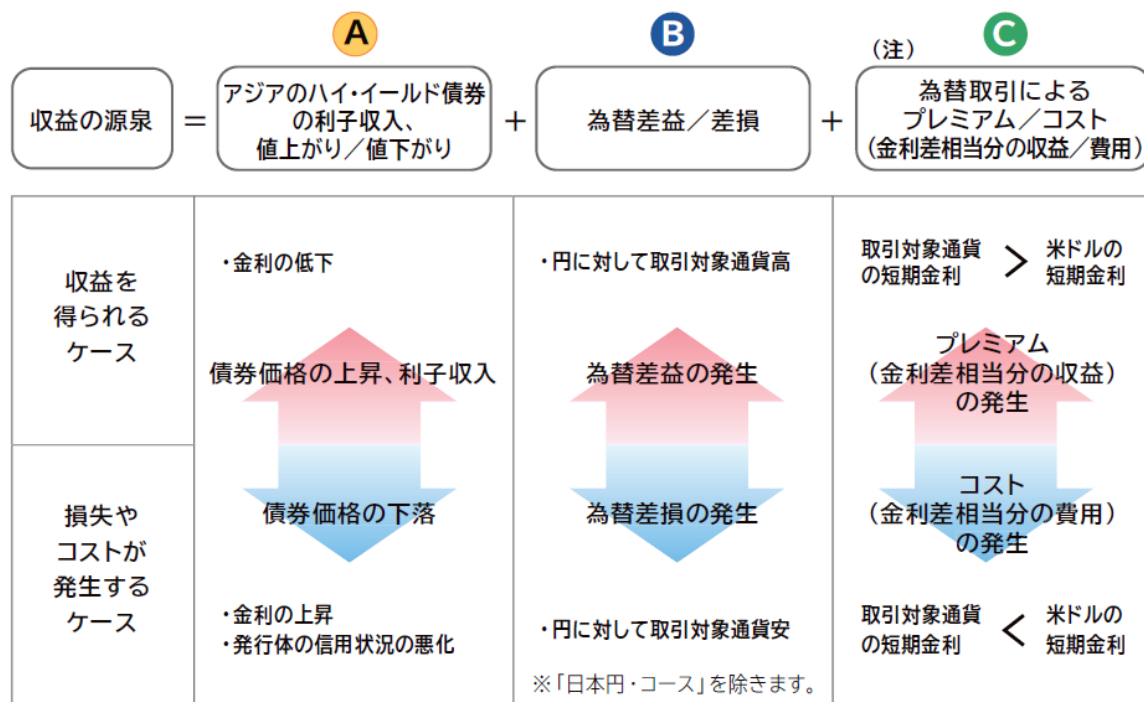 A
B
C
(注)
収益の源泉
=
アジアのハイ・イールド債券
の利子収入、
値上がり/値下がり
+
為替差益/差損
+
為替取引による
プレミアム/コスト
(金利差相当分の収益/費用)
収益を
得られる
ケース
・金利の低下
債券価格の上昇、利子収入
・円に対して取引対象通貨高
為替差益の発生
取引対象通貨
の短期金利
>
米ドルの
短期金利
プレミアム
(金利差相当分の収益)
の発生
損失や
コストが
発生する
ケース
債券価格の下落
・金利の上昇
・発行体の信用状況の悪化
為替差損の発生
・円に対して取引対象通貨安
※「日本円・コース」を除きます。
コスト
(金利差相当分の費用)
の発生
取引対象通貨
の短期金利
<
米ドルの
短期金利